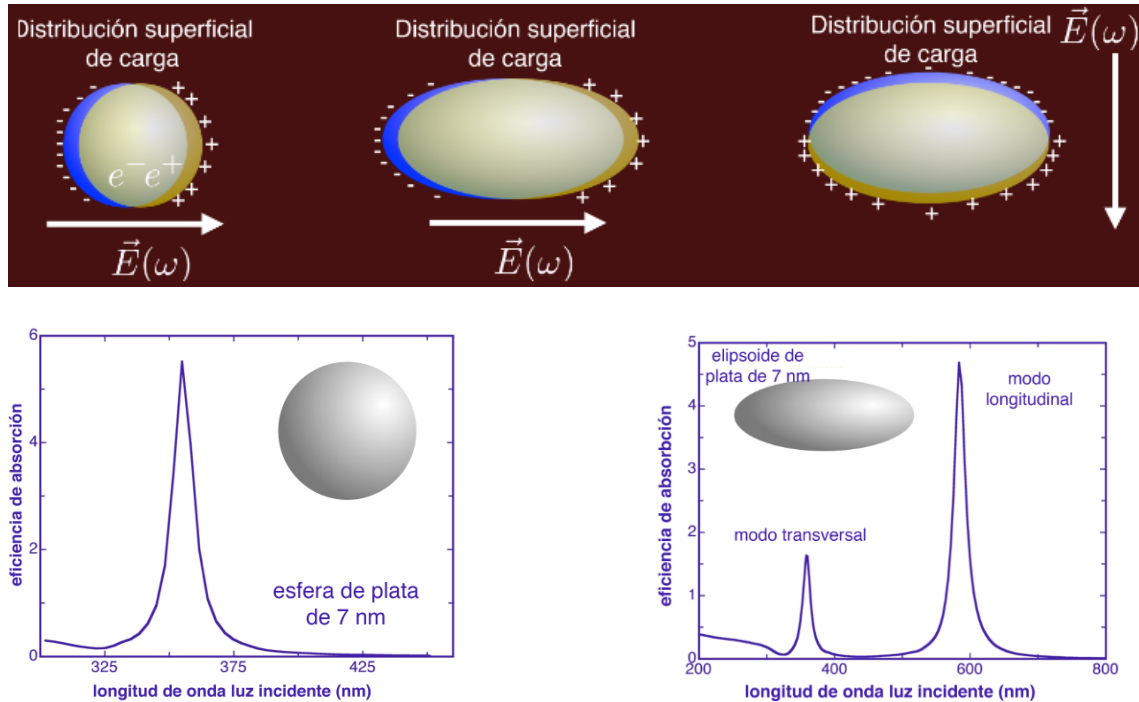 Distribución superficial
de carga
e⁻ e⁺
E⃗(ω)
Distribución superficial
de carga
E⃗(ω)
Distribución superficial
de carga
E⃗(ω)
6
4
2
0
325
375
425
eficiencia de absorción
longitud de onda luz incidente (nm)
esfera de plata
de 7 nm
5
4
3
2
1
0
200
400
600
800
eficiencia de absorbción
longitud de onda luz incidente (nm)
elipsoide de
plata de 7 nm
modo
longitudinal
modo transversal